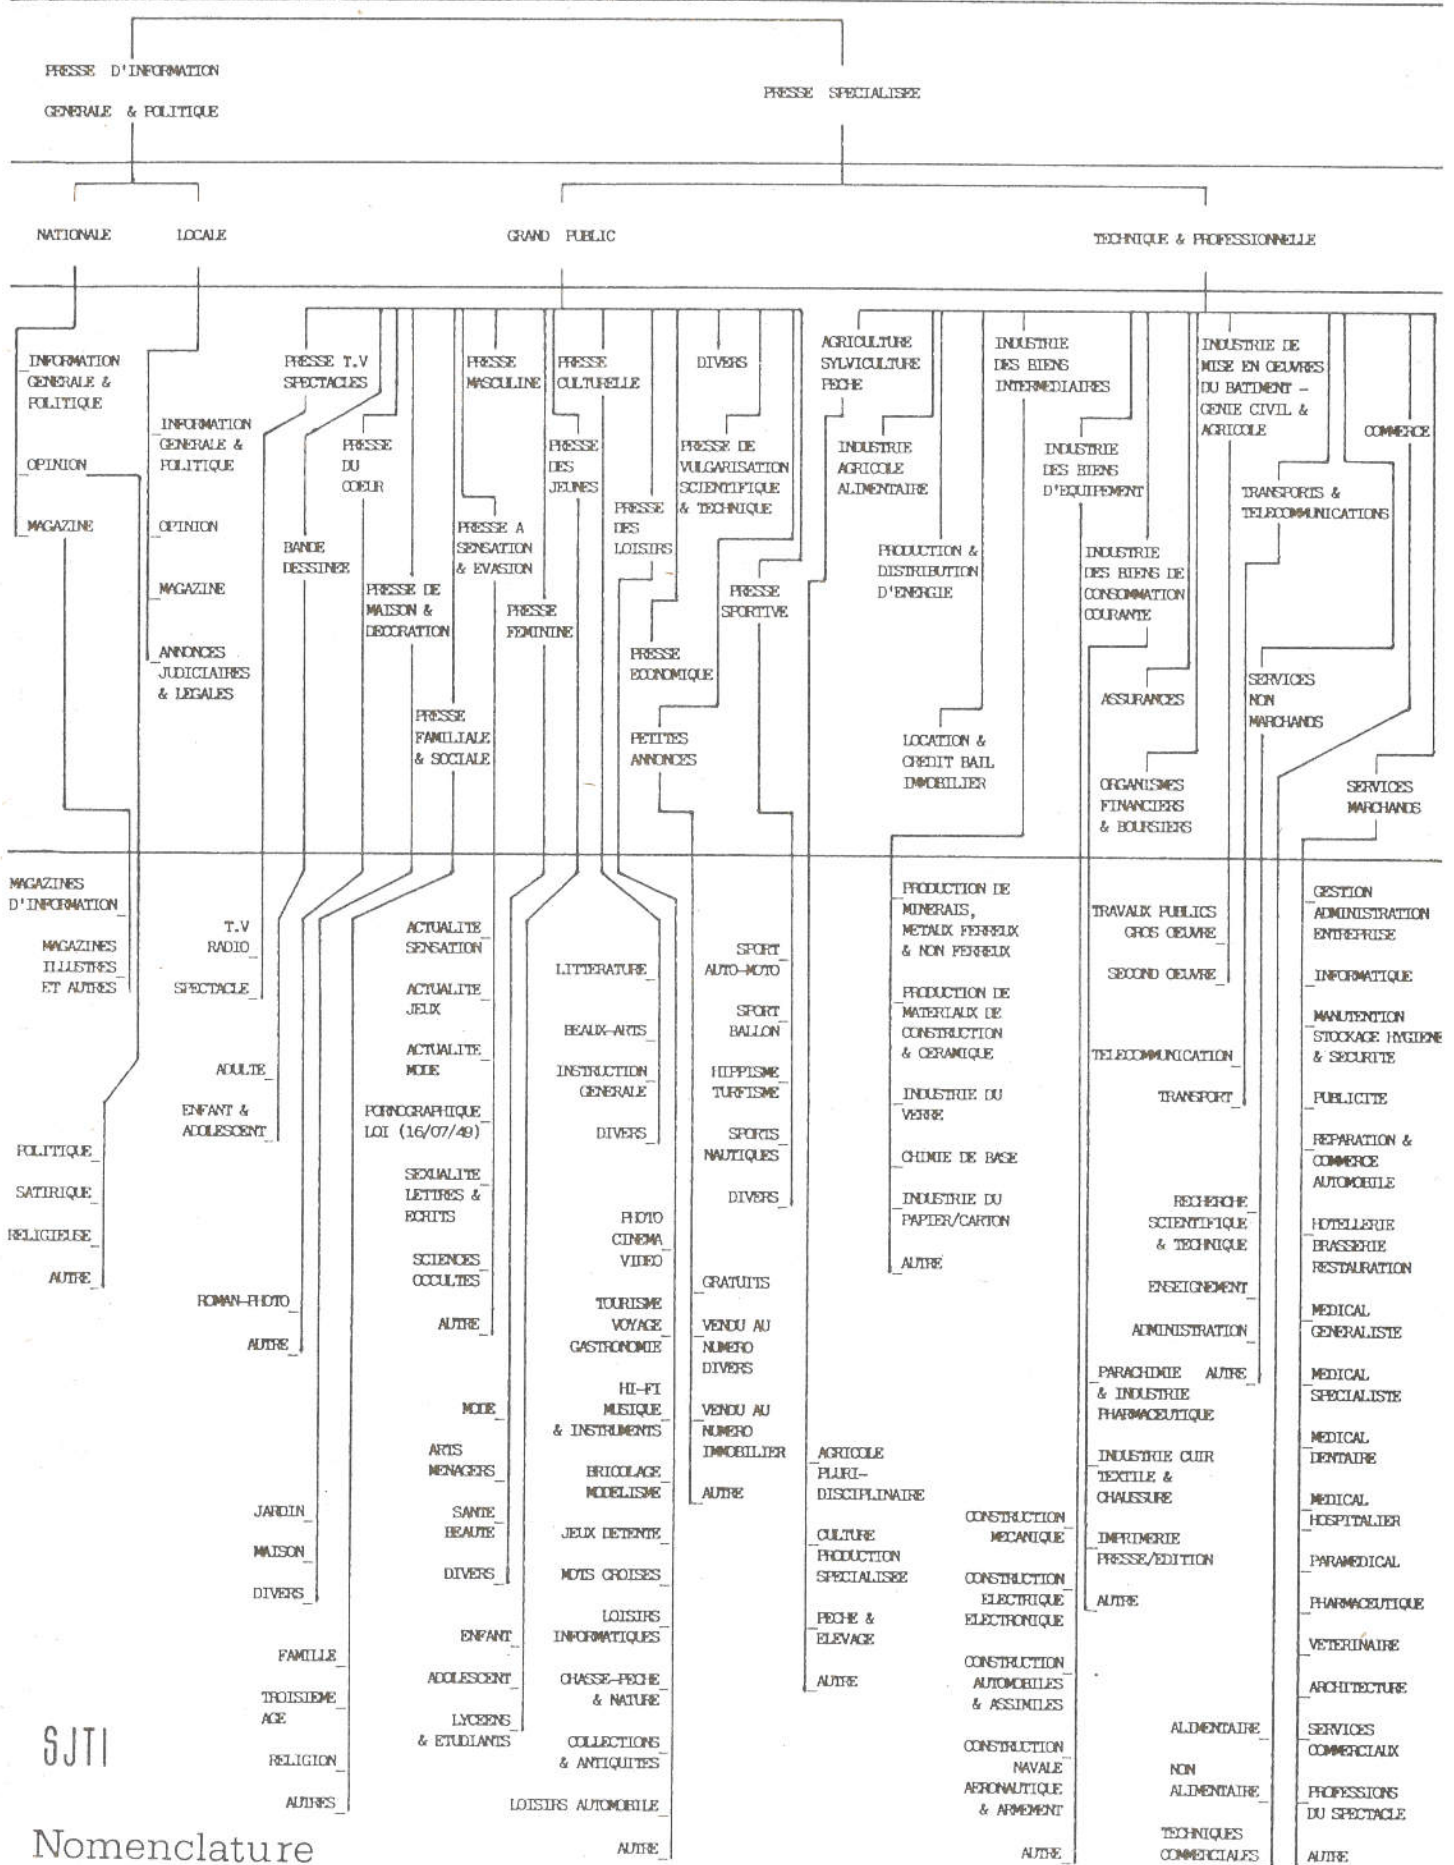 PRESSE D'INFORMATION
GENERALE & POLITIQUE
PRESSE SPECIALISEE
NATIONALE
LOCALE
GRAND PUBLIC
TECHNIQUE & PROFESSIONNELLE
INFORMATION
GENERALE &
POLITIQUE
OPINION
MAGAZINE
INFORMATION
GENERALE &
POLITIQUE
OPINION
MAGAZINE
ANNONCES
JUDICIAIRES
& LEGALES
PRESSE T.V
SPECTACLES
BANDE
DESSINEE
PRESSE
DU
COEUR
PRESSE DE
MAISON &
DECORATION
PRESSE
FAMILIALE
& SOCIALE
PRESSE
MASCULINE
PRESSE A
SENSATION
& EVASION
PRESSE
FEMININE
PRESSE
CULTURELLE
PRESSE
DES
JEUNES
PRESSE
DES
LOISIRS
PRESSE
ECONOMIQUE
PETITES
ANNONCES
DIVERS
PRESSE DE
VULGARISATION
SCIENTIFIQUE
& TECHNIQUE
PRESSE
SPORTIVE
AGRICULTURE
SYLVICULTURE
PECHE
INDUSTRIE
AGRICOLE
ALIMENTAIRE
PRODUCTION &
DISTRIBUTION
D'ENERGIE
LOCATION &
CREDIT BAIL
IMMOBILIER
INDUSTRIE
DES BIENS
INTERMEDIAIRES
INDUSTRIE
DES BIENS
D'EQUIPEMENT
INDUSTRIE
DES BIENS DE
CONSOMMATION
COURANTE
ASSURANCES
ORGANISMES
FINANCIERS
& BOURSIERS
INDUSTRIE DE
MISE EN OEUVRES
DU BATIMENT -
GENIE CIVIL &
AGRICOLE
TRANSPORTS &
TELECOMMUNICATIONS
SERVICES
NON
MARCHANDS
COMMERCE
SERVICES
MARCHANDS
MAGAZINES
D'INFORMATION
MAGAZINES
ILLUSTRES
ET AUTRES
POLITIQUE
SATIRIQUE
RELIGIEUSE
AUTRE
T.V
RADIO
SPECTACLE
ADULTE
ENFANT &
ADOLESCENT
ROMAN-PHOTO
AUTRE
JARDIN
MAISON
DIVERS
FAMILLE
TROISIEME
AGE
RELIGION
AUTRES
ACTUALITE
SENSATION
ACTUALITE
JEUX
ACTUALITE
MODE
PORNOGRAPHIQUE
LOI (16/07/49)
SEXUALITE
LETTRES &
ECRITS
SCIENCES
OCCULTES
AUTRE
MODE
ARTS
MENAGERS
SANTE
BEAUTE
DIVERS
ENFANT
ADOLESCENT
LYCEENS
& ETUDIANTS
LITTERATURE
BEAUX-ARTS
INSTRUCTION
GENERALE
DIVERS
PHOTO
CINEMA
VIDEO
TOURISME
VOYAGE
GASTRONOMIE
HI-FI
MUSIQUE
& INSTRUMENTS
BRICOLAGE
MODELISME
JEUX DETENTE
MOTS CROISES
LOISIRS
INFORMATIQUES
CHASSE-PECHE
& NATURE
COLLECTIONS
& ANTIQUITES
LOISIRS AUTOMOBILE
AUTRE
SPORT
AUTO-MOTO
SPORT
BALLON
HIPPISME
TURFISME
SPORTS
NAUTIQUES
DIVERS
GRATUITS
VENDU AU
NUMERO
DIVERS
VENDU AU
NUMERO
IMMOBILIER
AUTRE
AGRICOLE
PLURI-
DISCIPLINAIRE
CULTURE
PRODUCTION
SPECIALISEE
PECHE &
ELEVAGE
AUTRE
PRODUCTION DE
MINERAIS,
METAUX FERREUX
& NON FERREUX
PRODUCTION DE
MATERIAUX DE
CONSTRUCTION
& CERAMIQUE
INDUSTRIE DU
VERRE
CHIMIE DE BASE
INDUSTRIE DU
PAPIER/CARTON
AUTRE
CONSTRUCTION
MECANIQUE
CONSTRUCTION
ELECTRIQUE
ELECTRONIQUE
CONSTRUCTION
AUTOMOBILES
& ASSIMILES
CONSTRUCTION
NAVALE
AERONAUTIQUE
& ARMEMENT
AUTRE
TRAVAUX PUBLICS
GROS OEUVRE
SECOND OEUVRE
TELECOMMUNICATION
TRANSPORT
RECHERCHE
SCIENTIFIQUE
& TECHNIQUE
ENSEIGNEMENT
ADMINISTRATION
AUTRE
PARACHIMIE
& INDUSTRIE
PHARMACEUTIQUE
INDUSTRIE CUIR
TEXTILE &
CHAUSSURE
IMPRIMERIE
PRESSE/EDITION
AUTRE
ALIMENTAIRE
NON
ALIMENTAIRE
TECHNIQUES
COMMERCIALES
GESTION
ADMINISTRATION
ENTREPRISE
INFORMATIQUE
MANUTENTION
STOCKAGE HYGIENE
& SECURITE
PUBLICITE
REPARATION &
COMMERCE
AUTOMOBILE
HOTELLERIE
BRASSERIE
RESTAURATION
MEDICAL
GENERALISTE
MEDICAL
SPECIALISTE
MEDICAL
DENTAIRE
MEDICAL
HOSPITALIER
PARAMEDICAL
PHARMACEUTIQUE
VETERINAIRE
ARCHITECTURE
SERVICES
COMMERCIAUX
PROFESSIONS
DU SPECTACLE
AUTRE
SJTI
Nomenclature